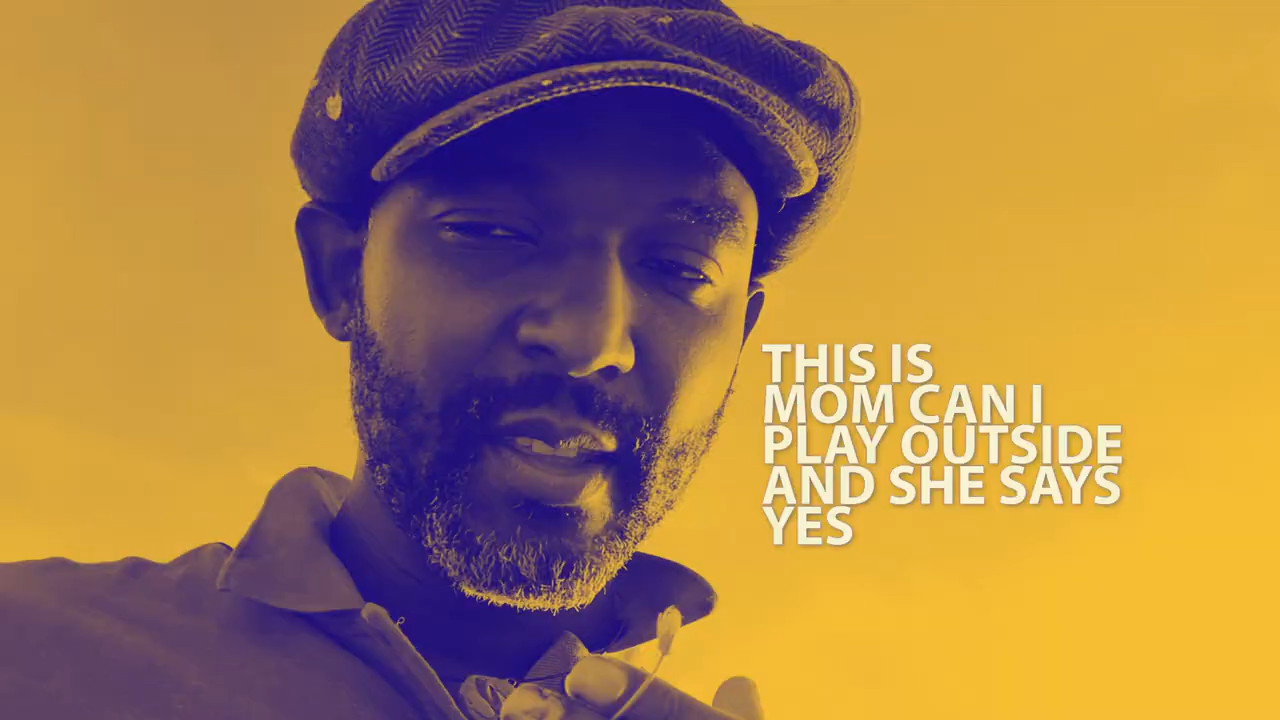 THIS IS
MOM CAN I
PLAY OUTSIDE
AND SHE SAYS
YES